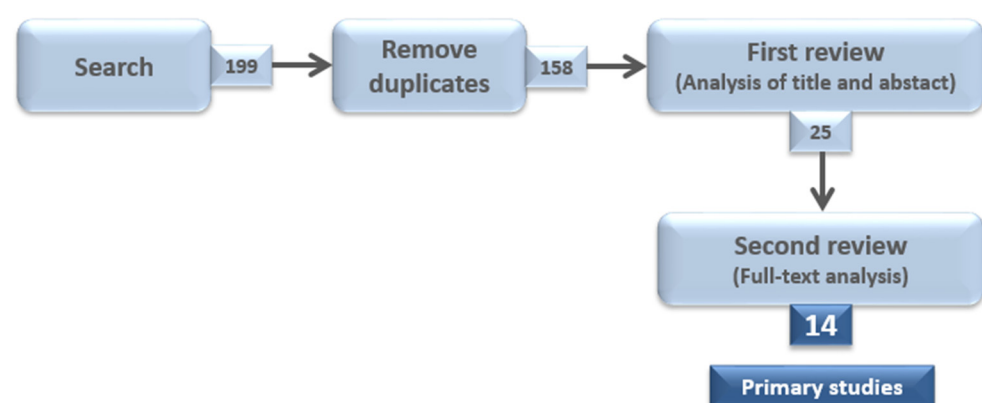 Search
199
Remove
duplicates
158
First review
(Analysis of title and abstact)
25
Second review
(Full-text analysis)
14
Primary studies